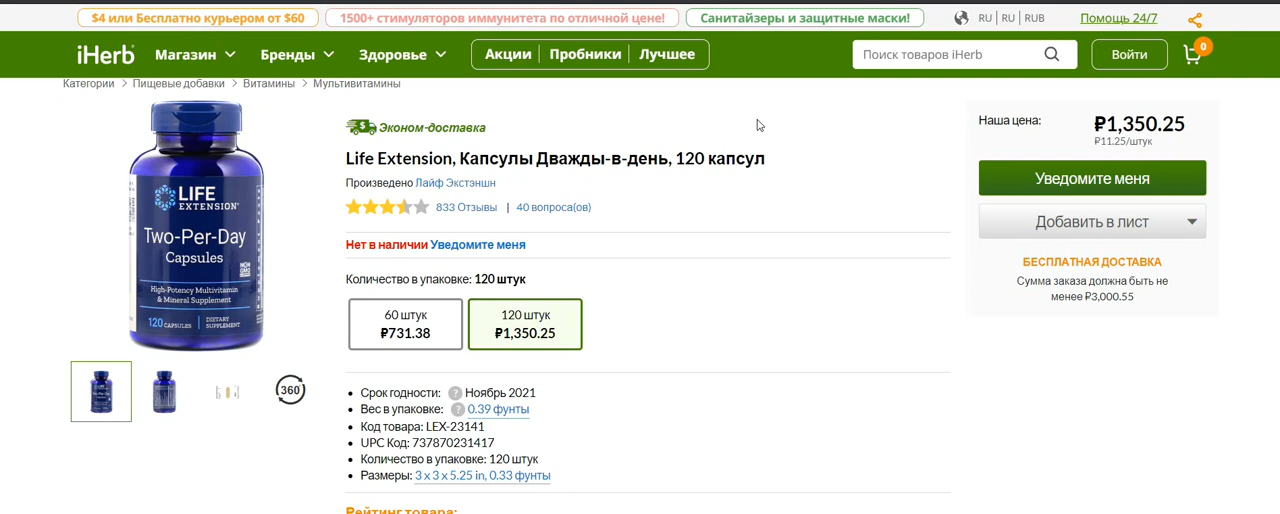 $4 или Бесплатно курьером от $60
1500+ стимуляторов иммунитета по отличной цене!
Санитайзеры и защитные маски!
RU | RU | RUB
Помощь 24/7
iHerb
Магазин
Бренды
Здоровье
Акции
Пробники
Лучшее
Поиск товаров iHerb
Войти
0
Категории > Пищевые добавки > Витамины > Мультивитамины
LIFE
EXTENSION
Two-Per-Day
Capsules
NON
GMO
High-Potency Multivitamin
& Mineral Supplement
120 CAPSULES
DIETARY
SUPPLEMENT
360
Эконом-доставка
Life Extension, Капсулы Дважды-в-день, 120 капсул
Произведено Лайф Экстэншн
833 Отзывы | 40 вопроса(ов)
Нет в наличии Уведомите меня
Количество в упаковке: 120 штук
60 штук
₽731.38
120 штук
₽1,350.25
Срок годности: ? Ноябрь 2021
Вес в упаковке: ? 0.39 фунты
Код товара: LEX-23141
UPC Код: 737870231417
Количество в упаковке: 120 штук
Размеры: 3 x 3 x 5.25 in, 0.33 фунты
Рейтинг товара:
Наша цена:
₽1,350.25
₽11.25/штук
Уведомите меня
Добавить в лист
БЕСПЛАТНАЯ ДОСТАВКА
Сумма заказа должна быть не
менее ₽3,000.55